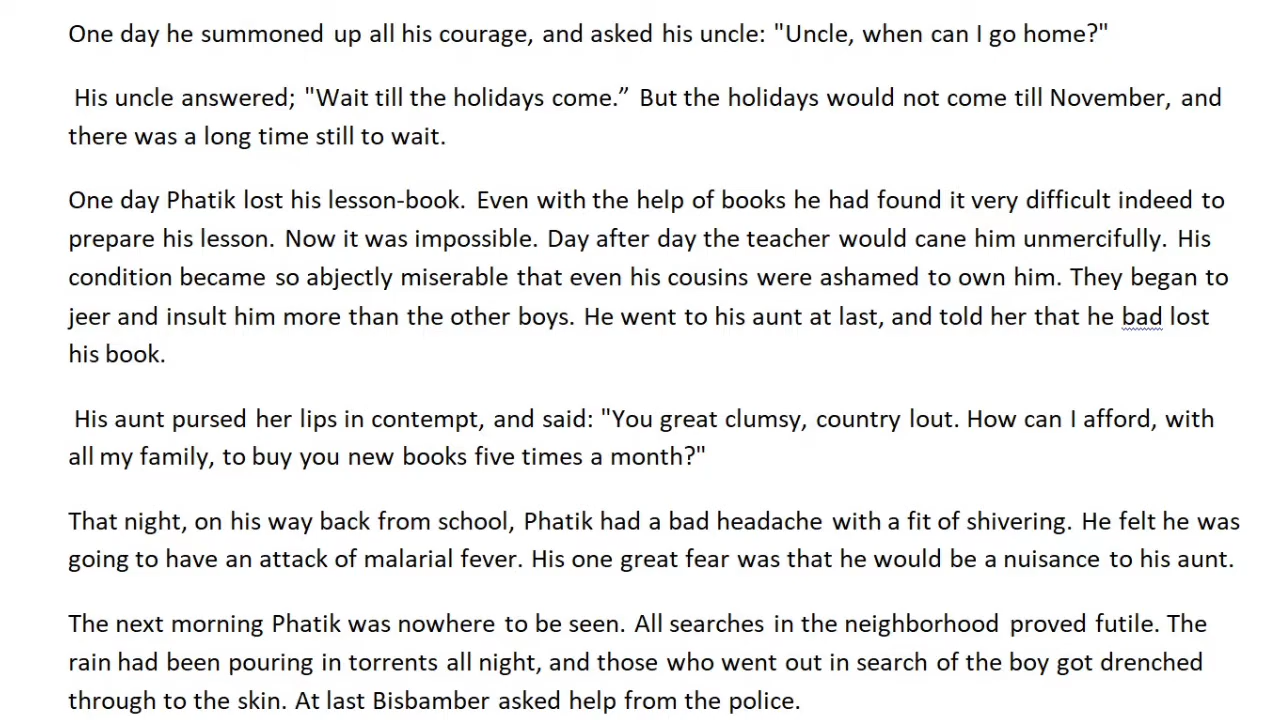 One day he summoned up all his courage, and asked his uncle: "Uncle, when can I go home?"
His uncle answered; "Wait till the holidays come.” But the holidays would not come till November, and
there was a long time still to wait.
One day Phatik lost his lesson-book. Even with the help of books he had found it very difficult indeed to
prepare his lesson. Now it was impossible. Day after day the teacher would cane him unmercifully. His
condition became so abjectly miserable that even his cousins were ashamed to own him. They began to
jeer and insult him more than the other boys. He went to his aunt at last, and told her that he bad lost
his book.
His aunt pursed her lips in contempt, and said: "You great clumsy, country lout. How can I afford, with
all my family, to buy you new books five times a month?"
That night, on his way back from school, Phatik had a bad headache with a fit of shivering. He felt he was
going to have an attack of malarial fever. His one great fear was that he would be a nuisance to his aunt.
The next morning Phatik was nowhere to be seen. All searches in the neighborhood proved futile. The
rain had been pouring in torrents all night, and those who went out in search of the boy got drenched
through to the skin. At last Bisbamber asked help from the police.